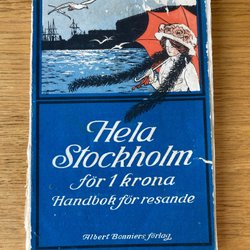 Hela
Stockholm
för 1 krona
Handbok för resande
Albert Bonniers förlag